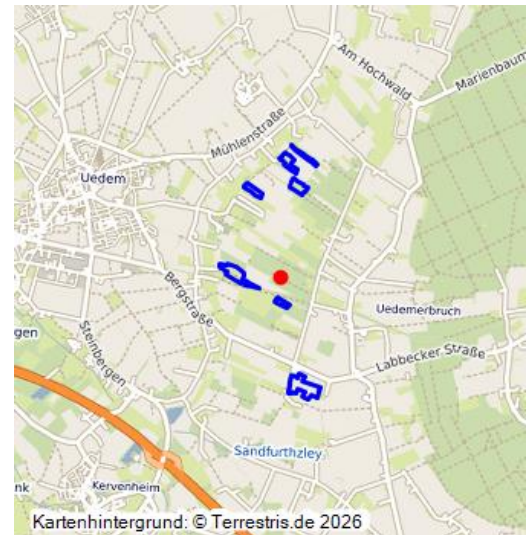 Am Hochwald
Marienbaum
Mühlenstraße
Uedem
Bergstraße
Uedemerbruch
Steinbergen
Labbecker Straße
gen
Sandfurthzley
nk
Kervenheim
Kartenhintergrund: © Terrestris.de 2026